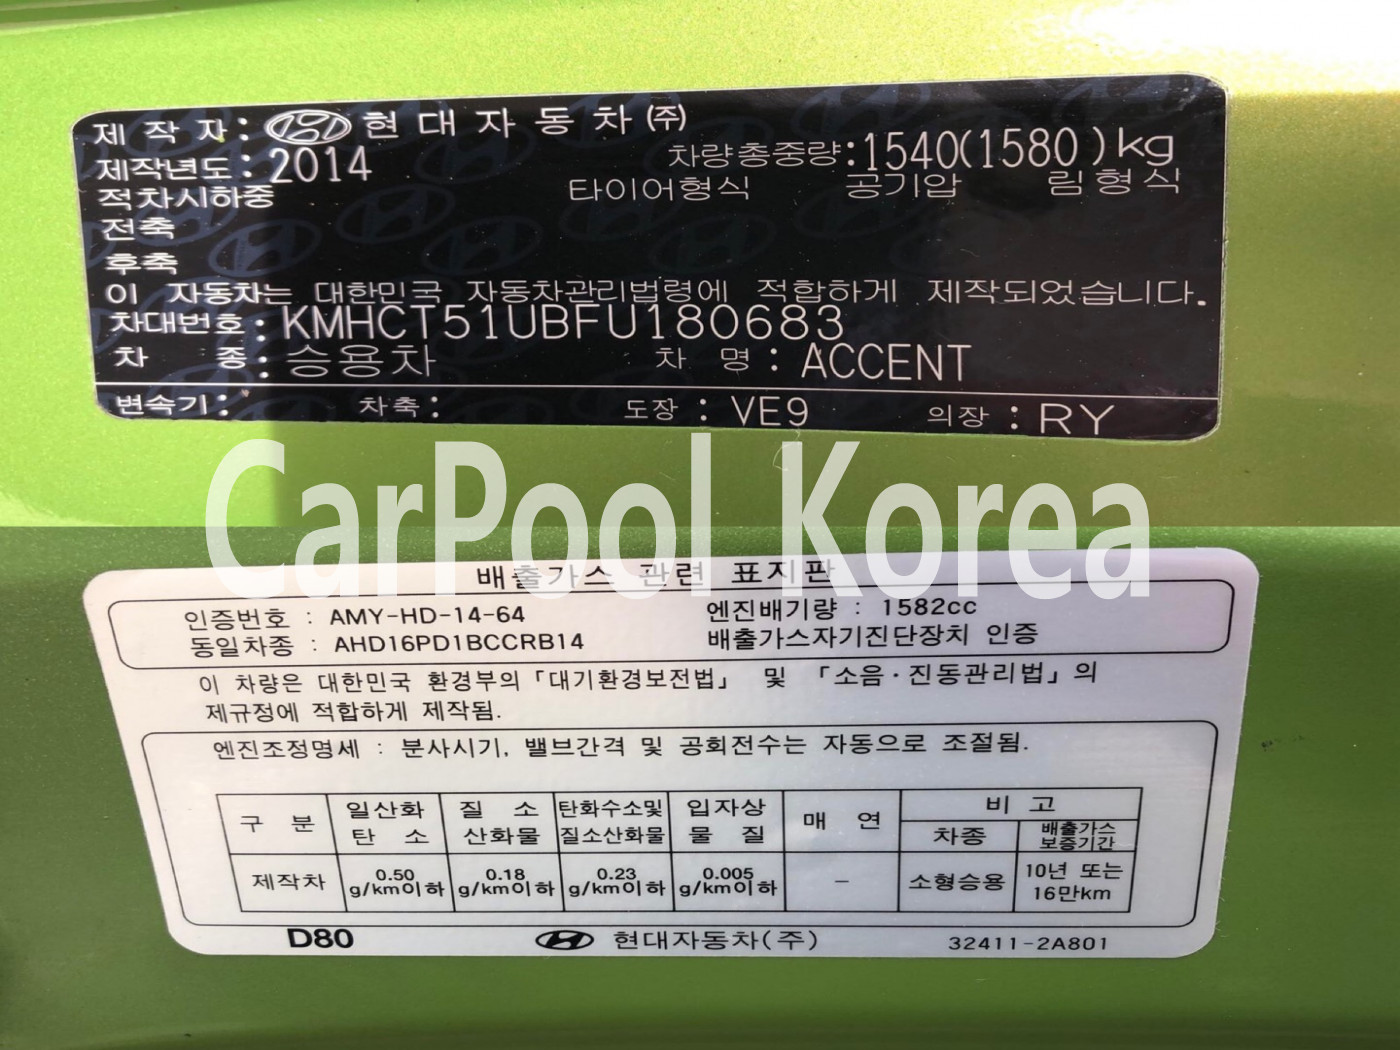 제작자: 현대자동차(주)
제작년도: 2014 차량총중량:1540(1580)kg
적차시하중 타이어형식 공기압 림형식
전축
후축
이 자동차는 대한민국 자동차관리법령에 적합하게 제작되었습니다.
차대번호: KMHCT51UBFU180683
차 종: 승용차 차 명: ACCENT
변속기: 차축: 도장: VE9 의장: RY
CarPool Korea
배출가스 관련 표지판
인증번호 : AMY-HD-14-64 엔진배기량 : 1582cc
동일차종 : AHD16PD1BCCRB14 배출가스자기진단장치 인증
이 차량은 대한민국 환경부의「대기환경보전법」 및 「소음·진동관리법」의
제규정에 적합하게 제작됨.
엔진조정명세 : 분사시기, 밸브간격 및 공회전수는 자동으로 조절됨.
구 분 일산화탄소 질소산화물 탄화수소및질소산화물 입자상물질 매 연 비 고
차종 배출가스보증기간
제작차 0.50 g/km이하 0.18 g/km이하 0.23 g/km이하 0.005 g/km이하 - 소형승용 10년 또는 16만km
D80 현대자동차(주) 32411-2A801